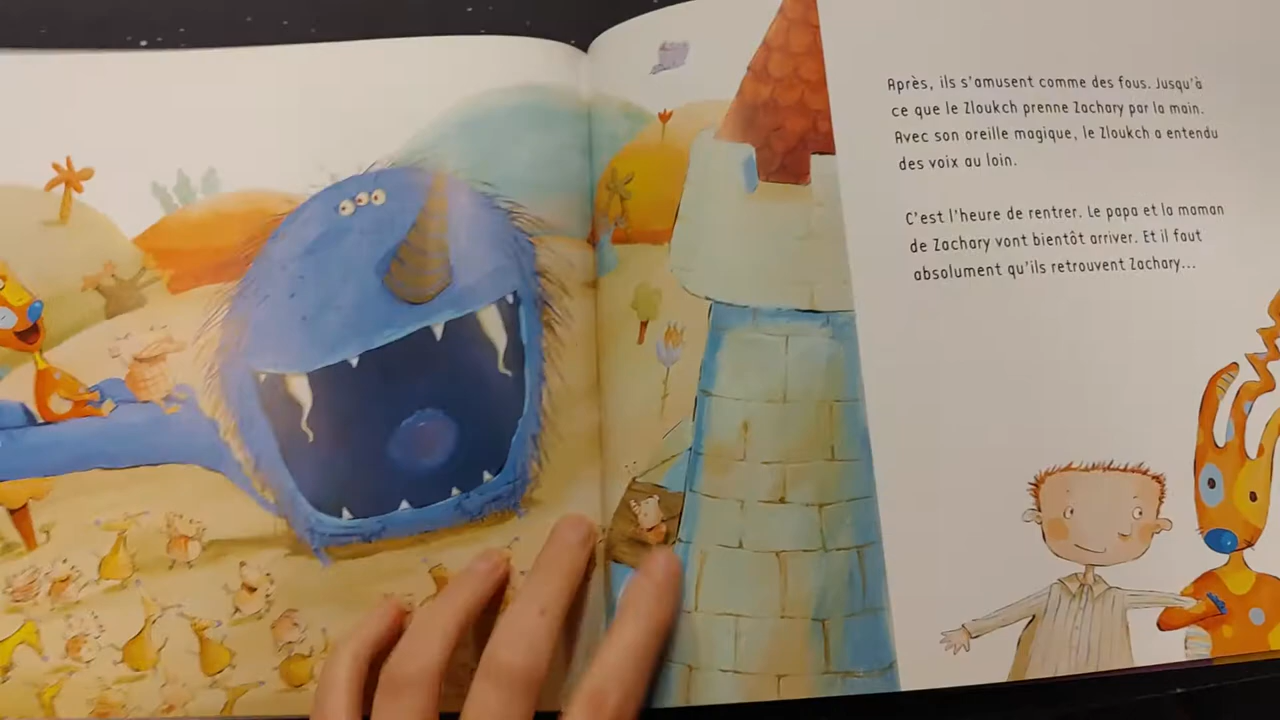 Après, ils s'amusent comme des fous. Jusqu'à
ce que le Zloukch prenne Zachary par la main.
Avec son oreille magique, le Zloukch a entendu
des voix au loin.
C'est l'heure de rentrer. Le papa et la maman
de Zachary vont bientôt arriver. Et il faut
absolument qu'ils retrouvent Zachary...